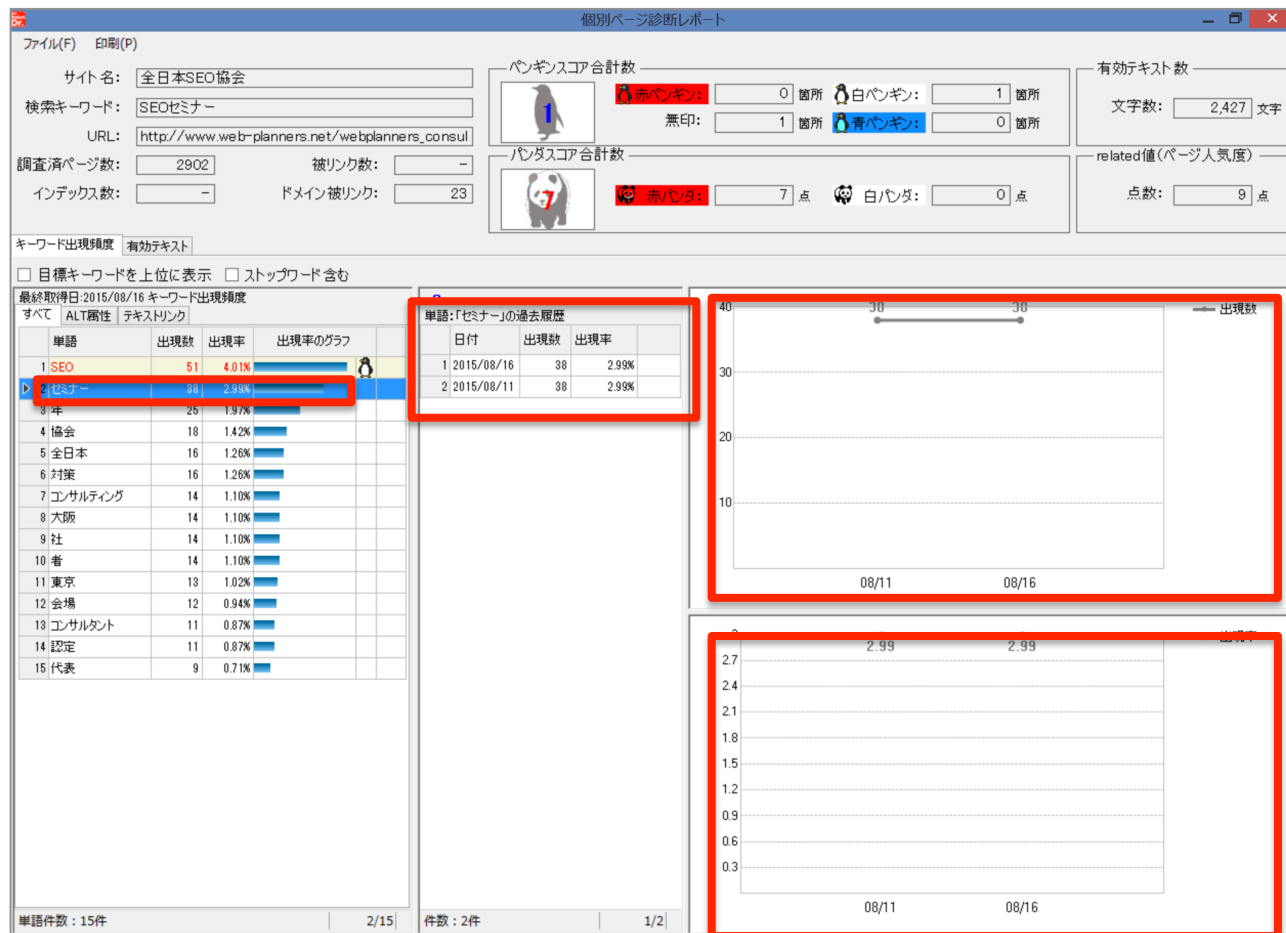 個別ページ診断レポート
ファイル(F) 印刷(P)
サイト名: 全日本SEO協会
検索キーワード: SEOセミナー
URL: http://www.web-planners.net/webplanners_consul
調査済ページ数: 2902 被リンク数: -
インデックス数: - ドメイン被リンク: 23
ペンギンスコア合計数
1
赤ペンギン: 0 箇所 白ペンギン: 1 箇所
無印: 1 箇所 青ペンギン: 0 箇所
パンダスコア合計数
7
赤パンダ: 7 点 白パンダ: 0 点
有効テキスト数
文字数: 2,427 文字
related値(ページ人気度)
点数: 9 点
キーワード出現頻度 有効テキスト
目標キーワードを上位に表示 ストップワード含む
最終取得日:2015/08/16 キーワード出現頻度
すべて ALT属性 テキストリンク
単語 出現数 出現率 出現率のグラフ
1 SEO 51 4.01%
2 セミナー 38 2.99%
3 年 25 1.97%
4 協会 18 1.42%
5 全日本 16 1.26%
6 対策 16 1.26%
7 コンサルティング 14 1.10%
8 大阪 14 1.10%
9 社 14 1.10%
10 者 14 1.10%
11 東京 13 1.02%
12 会場 12 0.94%
13 コンサルタント 11 0.87%
14 認定 11 0.87%
15 代表 9 0.71%
単語件数：15件 2/15
単語:「セミナー」の過去履歴
日付 出現数 出現率
1 2015/08/16 38 2.99%
2 2015/08/11 38 2.99%
件数：2件 1/2
40 38 38 出現数
30
20
10
08/11 08/16
出現率
2.99 2.99
2.7
2.4
2.1
1.8
1.5
1.2
0.9
0.6
0.3
08/11 08/16